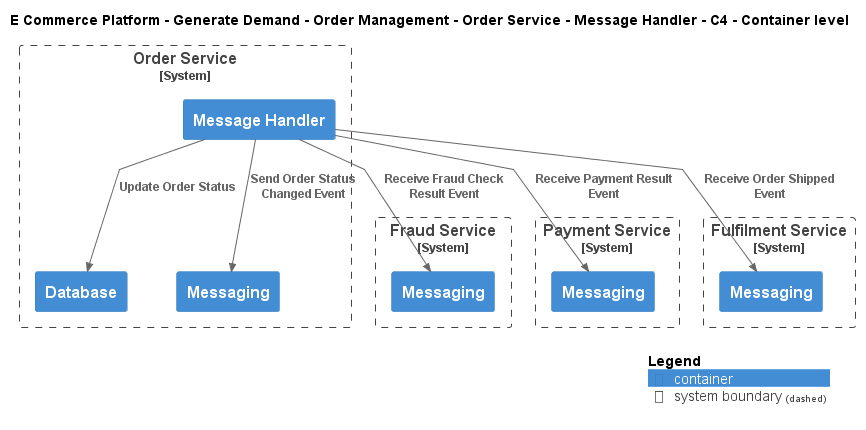 E Commerce Platform - Generate Demand - Order Management - Order Service - Message Handler - C4 - Container level
Order Service
[System]
Message Handler
Update Order Status
Send Order Status
Changed Event
Receive Fraud Check
Result Event
Receive Payment Result
Event
Receive Order Shipped
Event
Fraud Service
[System]
Payment Service
[System]
Fulfilment Service
[System]
Database
Messaging
Messaging
Messaging
Messaging
Legend
container
system boundary (dashed)